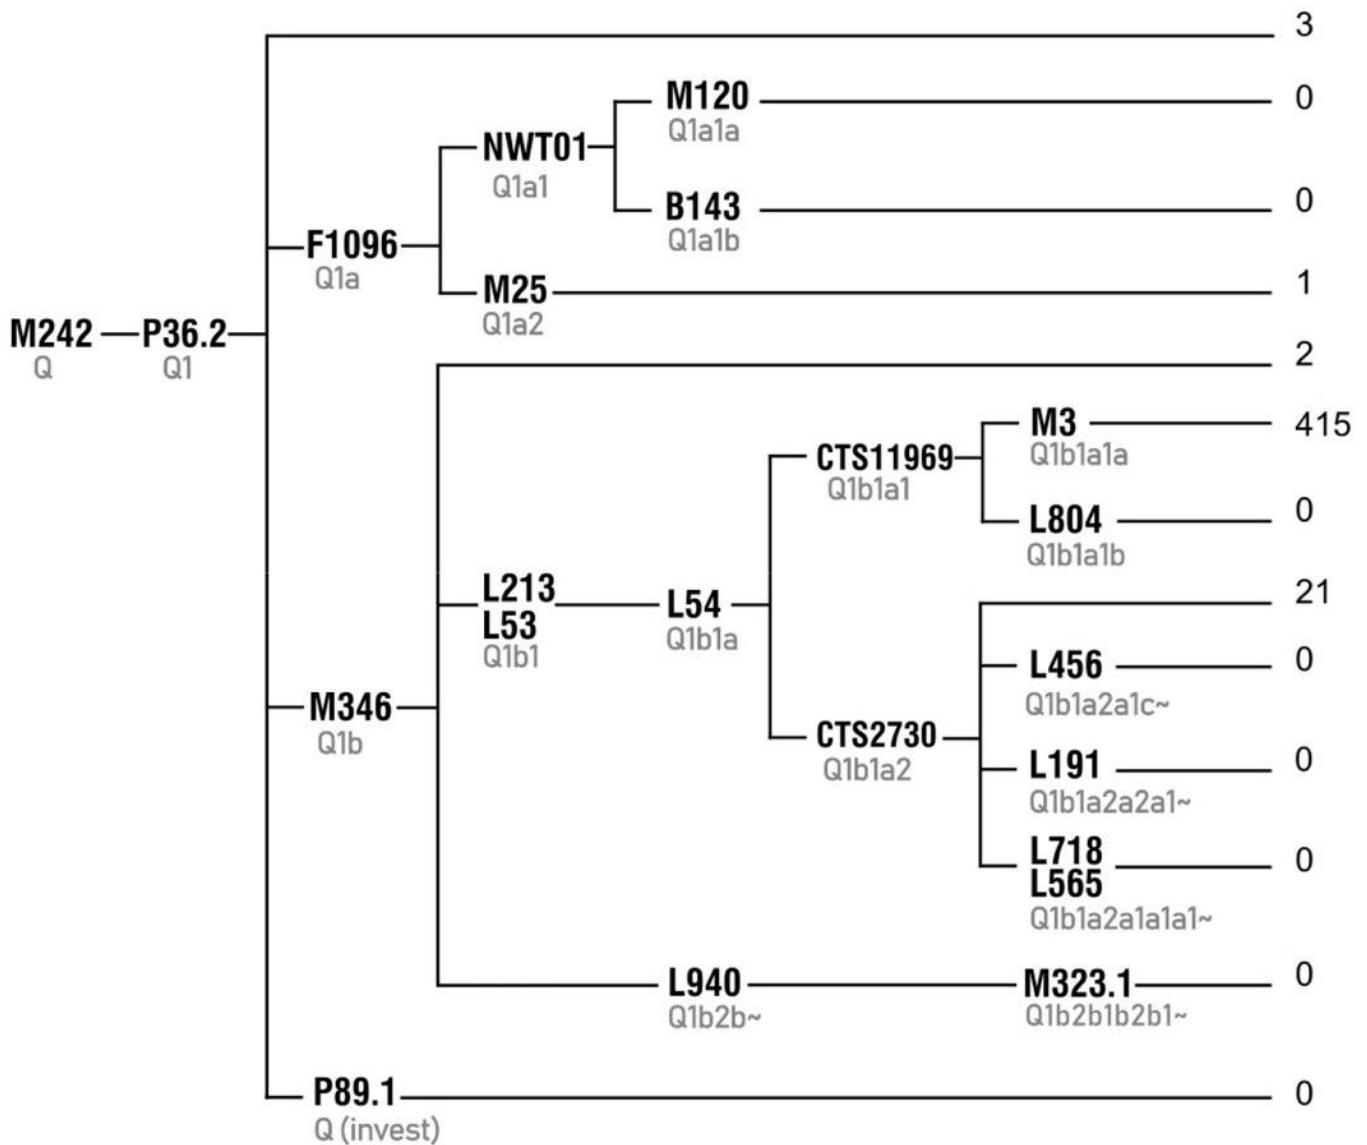 3
M120
Q1a1a
0
NWT01
Q1a1
B143
Q1a1b
0
F1096
Q1a
M25
Q1a2
1
M242
Q
P36.2
Q1
2
M3
Q1b1a1a
415
CTS11969
Q1b1a1
L804
Q1b1a1b
0
L213
L53
Q1b1
L54
Q1b1a
21
L456
Q1b1a2a1c~
0
M346
Q1b
CTS2730
Q1b1a2
L191
Q1b1a2a2a1~
0
L718
L565
Q1b1a2a1a1a1~
0
L940
Q1b2b~
M323.1
Q1b2b1b2b1~
0
P89.1
Q (invest)
0